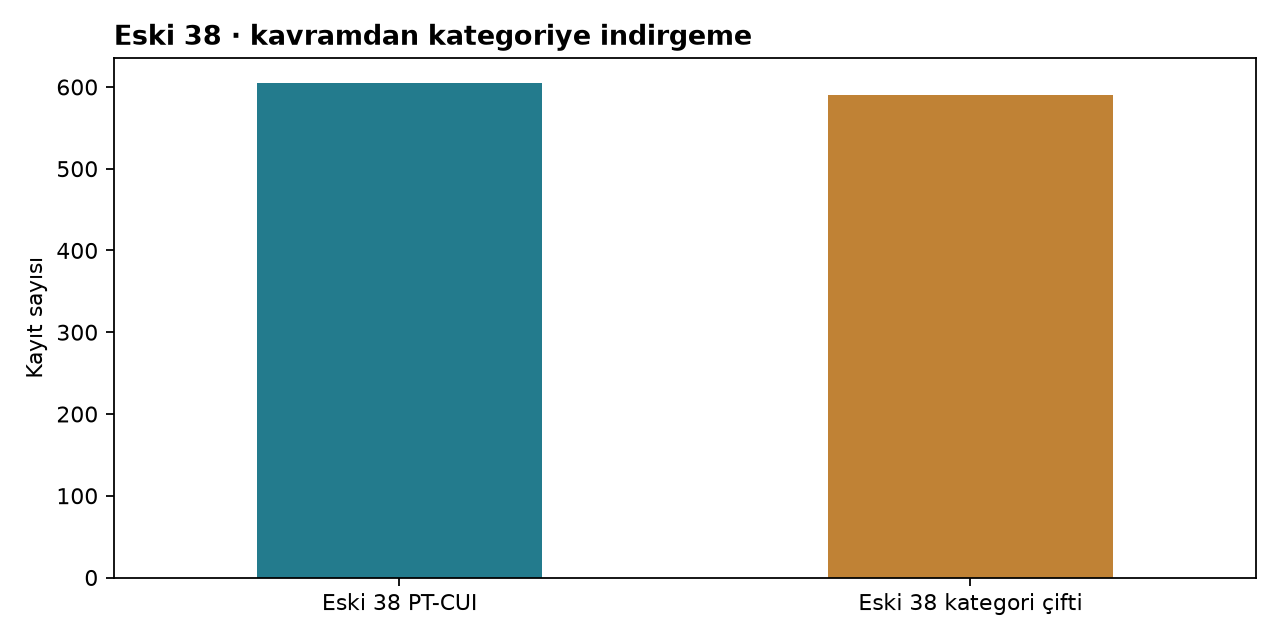 Eski 38 · kavramdan kategoriye indirgeme
Kayıt sayısı
600
500
400
300
200
100
0
Eski 38 PT-CUI
Eski 38 kategori çifti